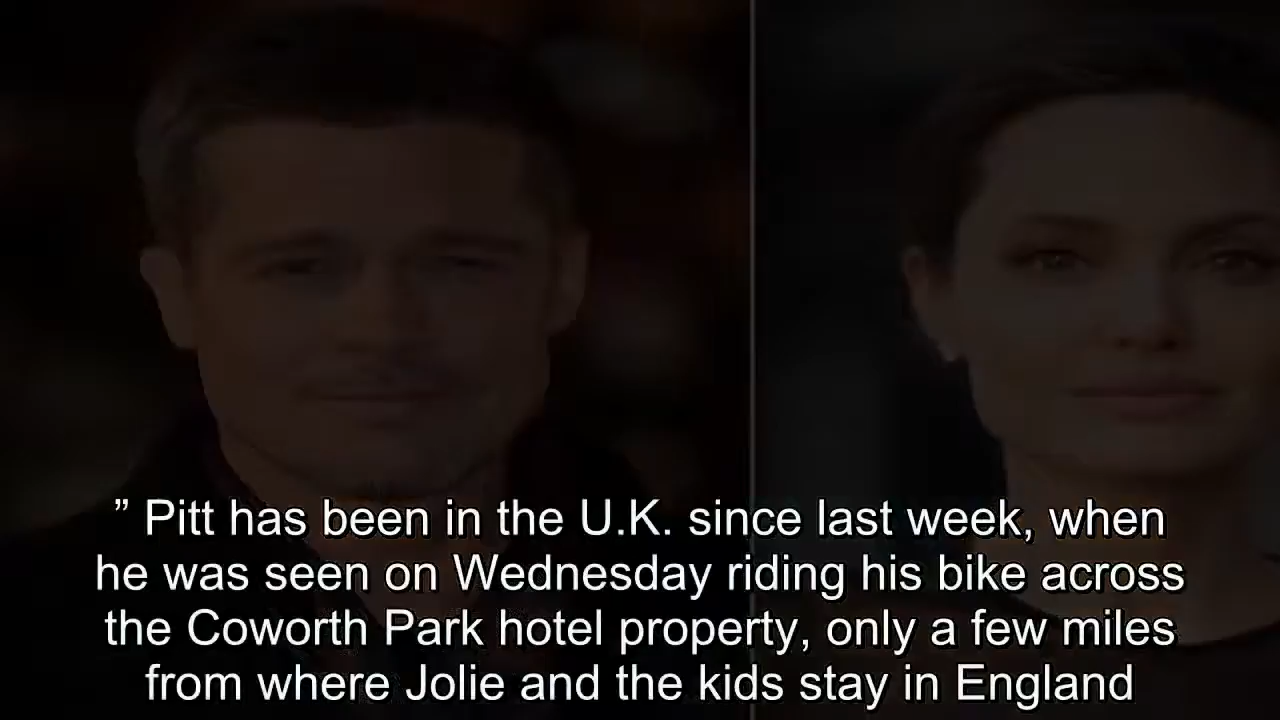 ” Pitt has been in the U.K. since last week, when
he was seen on Wednesday riding his bike across
the Coworth Park hotel property, only a few miles
from where Jolie and the kids stay in England